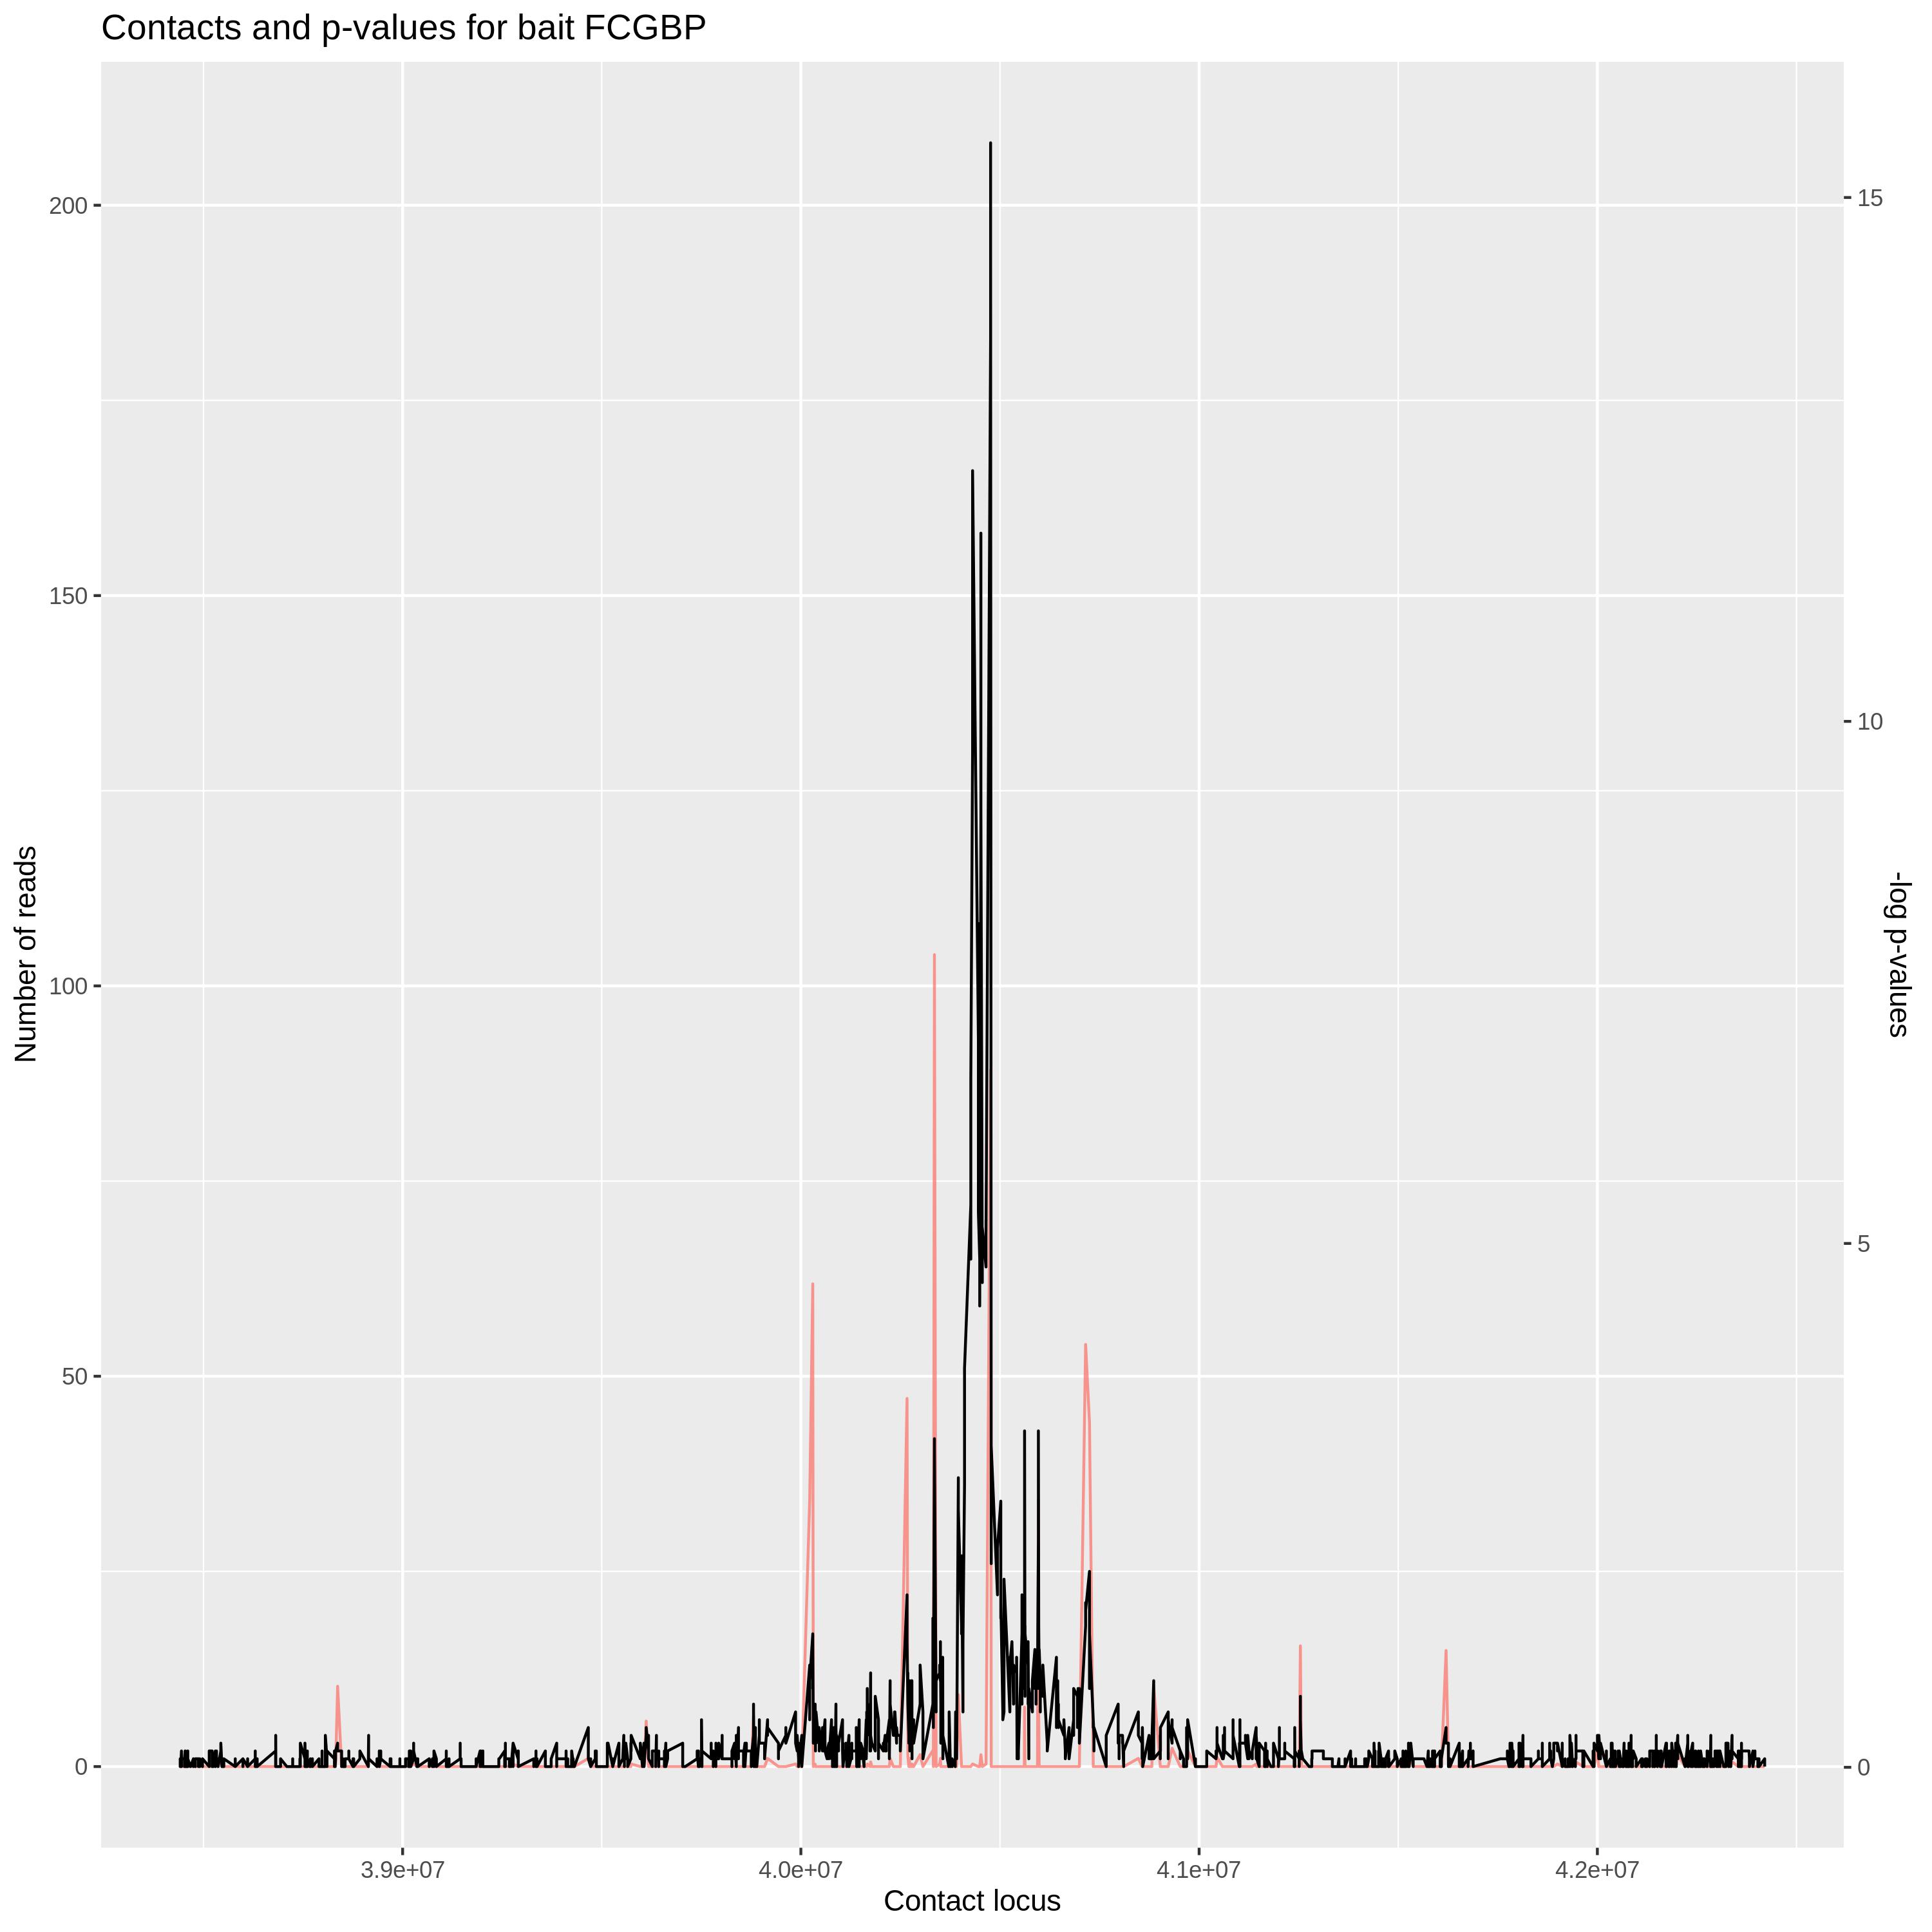 Contacts and p-values for bait FCGBP
200
150
100
50
0
15
10
5
0
Number of reads
-log p-values
3.9e+07
4.0e+07
4.1e+07
4.2e+07
Contact locus